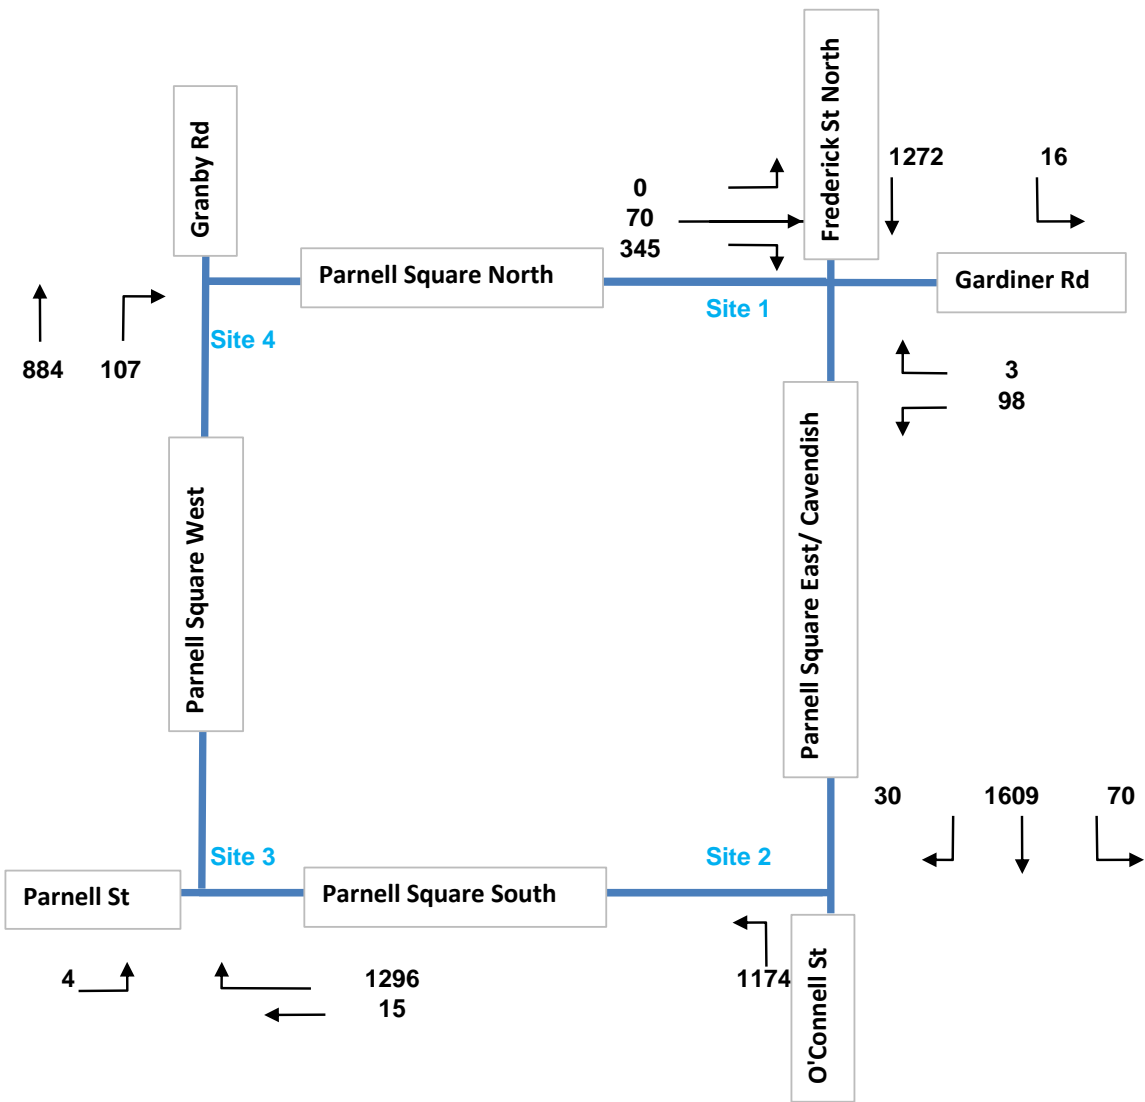 Frederick St North
Granby Rd
1272
16
0
70
345
Parnell Square North
Gardiner Rd
Site 1
Site 4
884
107
3
98
Parnell Square West
Parnell Square East/ Cavendish
30
1609
70
Site 3
Site 2
Parnell St
Parnell Square South
4
1296
15
1174
O'Connell St